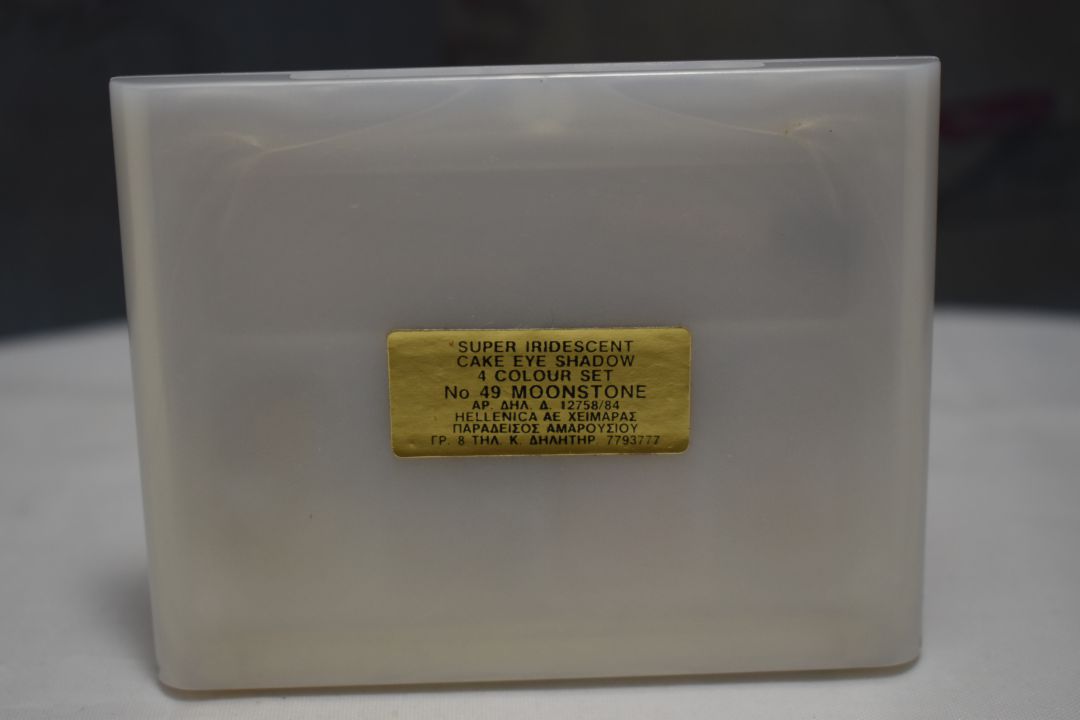 SUPER IRIDESCENT
CAKE EYE SHADOW
4 COLOUR SET
No 49 MOONSTONE
ΑΡ. ΔΗΛ. Δ. 12758/84
HELLENICA AE ΧΕΙΜΑΡΑΣ
ΠΑΡΑΔΕΙΣΟΣ ΑΜΑΡΟΥΣΙΟΥ
ΓΡ. 8 ΤΗΛ. Κ. ΔΗΛΗΤΗΡ. 7793777